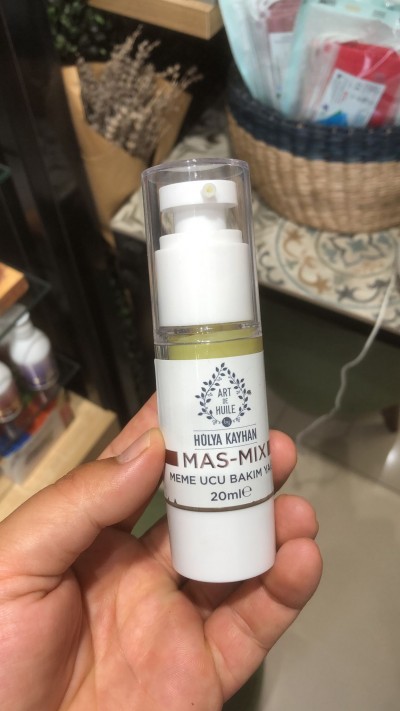 ART
DE
HUILE
HÜLYA KAYHAN
MAS-MIX
MEME UCU BAKIM YA
20ml℮